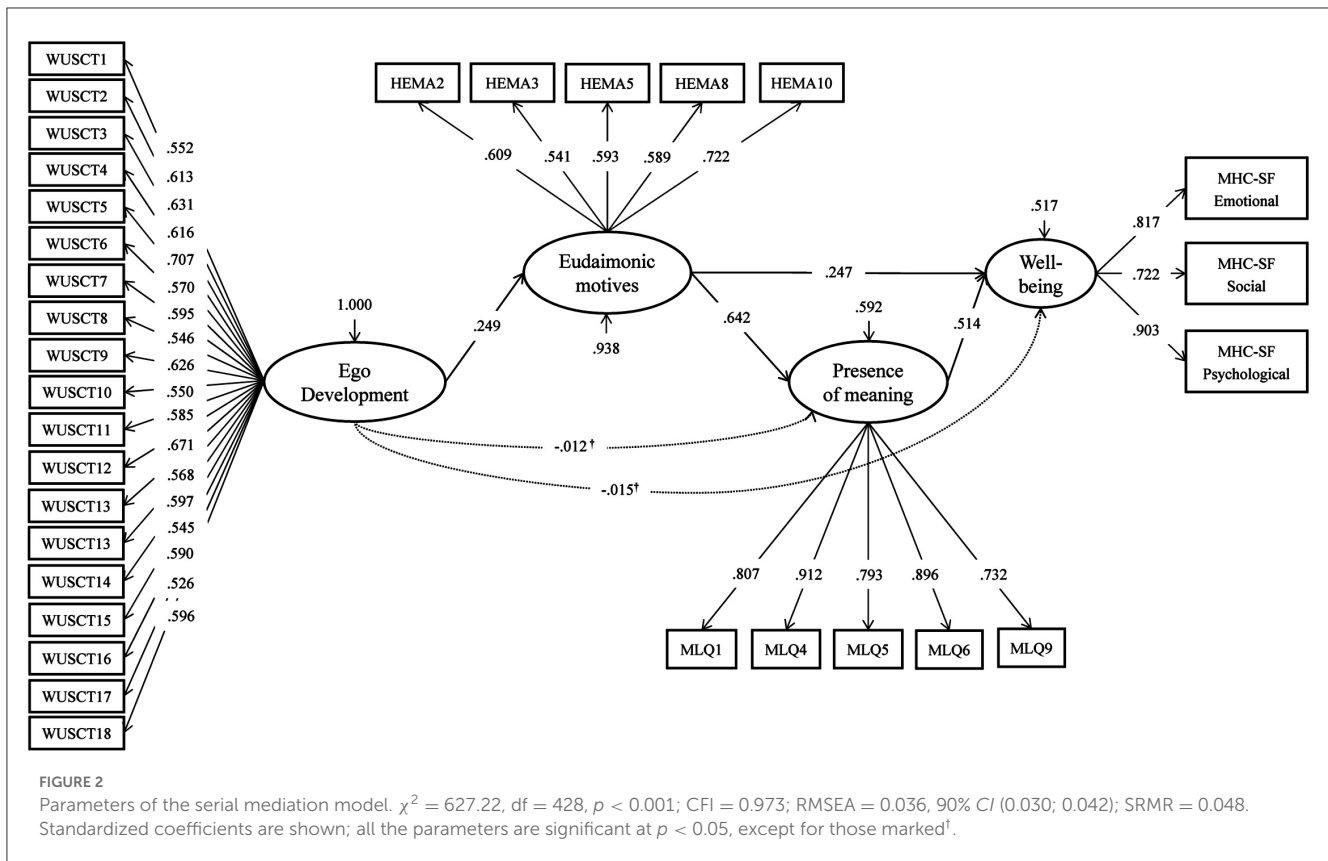 WUSCT1
WUSCT2
WUSCT3
WUSCT4
WUSCT5
WUSCT6
WUSCT7
WUSCT8
WUSCT9
WUSCT10
WUSCT11
WUSCT12
WUSCT13
WUSCT13
WUSCT14
WUSCT15
WUSCT16
WUSCT17
WUSCT18
.552
.613
.631
.616
.707
.570
.595
.546
.626
.550
.585
.671
.568
.597
.545
.590
.526
.596
1.000
Ego
Development
.249
HEMA2
HEMA3
HEMA5
HEMA8
HEMA10
.609
.541
.593
.589
.722
Eudaimonic
motives
.938
.247
.642
.592
.514
Presence
of meaning
-.012†
-.015†
.807
.912
.793
.896
.732
MLQ1
MLQ4
MLQ5
MLQ6
MLQ9
.517
Well-
being
.817
.722
.903
MHC-SF
Emotional
MHC-SF
Social
MHC-SF
Psychological
FIGURE 2
Parameters of the serial mediation model. χ² = 627.22, df = 428, p < 0.001; CFI = 0.973; RMSEA = 0.036, 90% CI (0.030; 0.042); SRMR = 0.048.
Standardized coefficients are shown; all the parameters are significant at p < 0.05, except for those marked†.